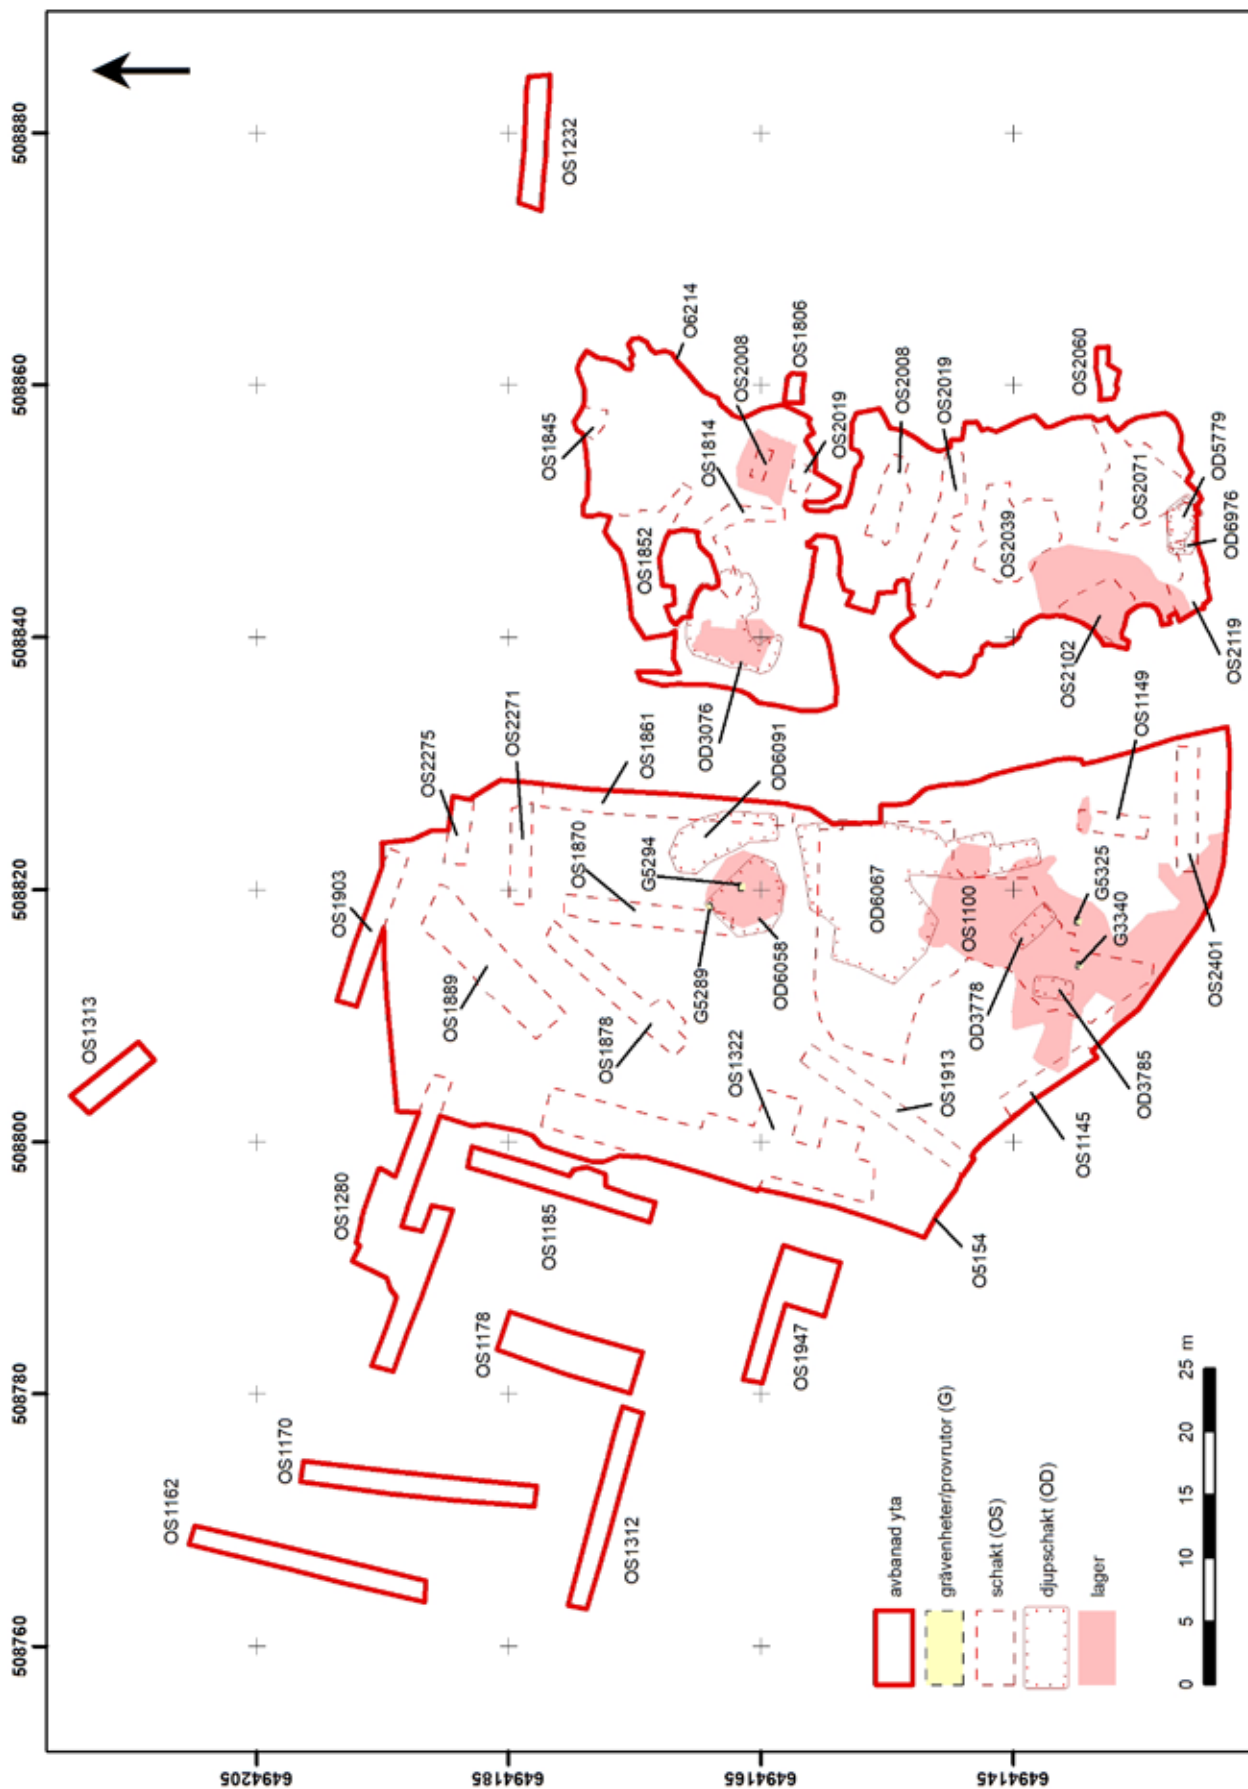 508760
508780
508800
508820
508840
508860
508880
6494205
6494185
6494165
6494145
OS1162
OS1170
OS1312
OS1178
OS1280
OS1185
OS1947
OS1313
OS1903
OS2275
OS2271
OS1861
OS1889
OS1870
OS1878
G5294
OD6091
G5289
OD6058
OS1322
OD6067
OS1913
OS1100
OD3778
G5325
G3340
OS1149
OS2401
OD3785
OS1145
O5154
OS1845
O6214
OS2008
OS1806
OS1814
OS2019
OS1852
OD3076
OS2008
OS2019
OS2039
OS2060
OS2071
OD5779
OD6976
OS2102
OS2119
OS1232
avbanad yta
grävenheter/provrutor (G)
schakt (OS)
djupschakt (OD)
lager
0 5 10 15 20 25 m